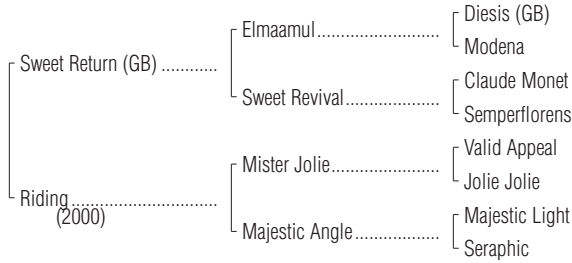 Diesis (GB)
Elmaamul
Modena
Sweet Return (GB)
Claude Monet
Sweet Revival
Semperflorens
Valid Appeal
Mister Jolie
Jolie Jolie
Riding
(2000)
Majestic Light
Majestic Angle
Seraphic